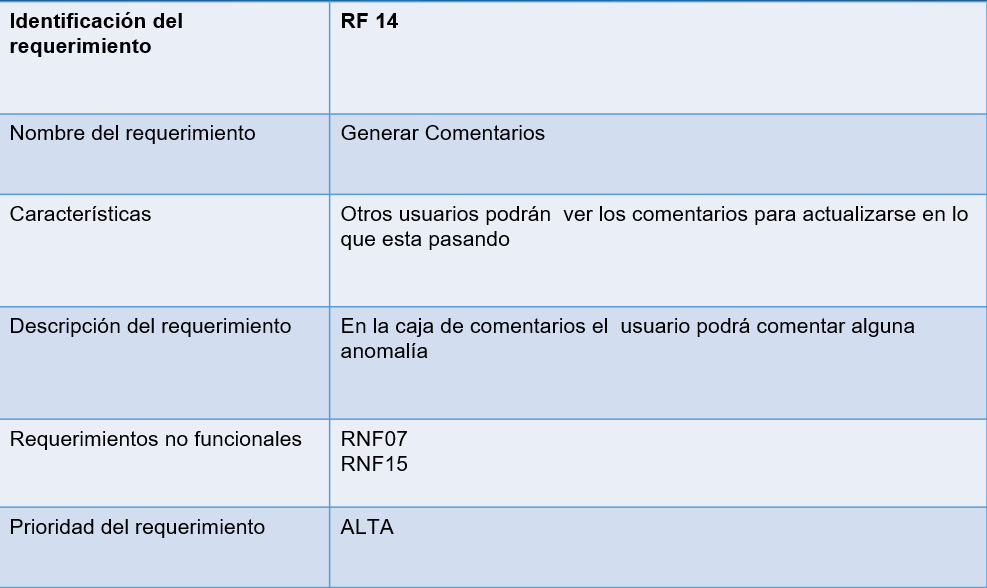 Identificación del
requerimiento
RF 14
Nombre del requerimiento
Generar Comentarios
Características
Otros usuarios podrán  ver los comentarios para actualizarse en lo
que esta pasando
Descripción del requerimiento
En la caja de comentarios el  usuario podrá comentar alguna
anomalía
Requerimientos no funcionales
RNF07
RNF15
Prioridad del requerimiento
ALTA